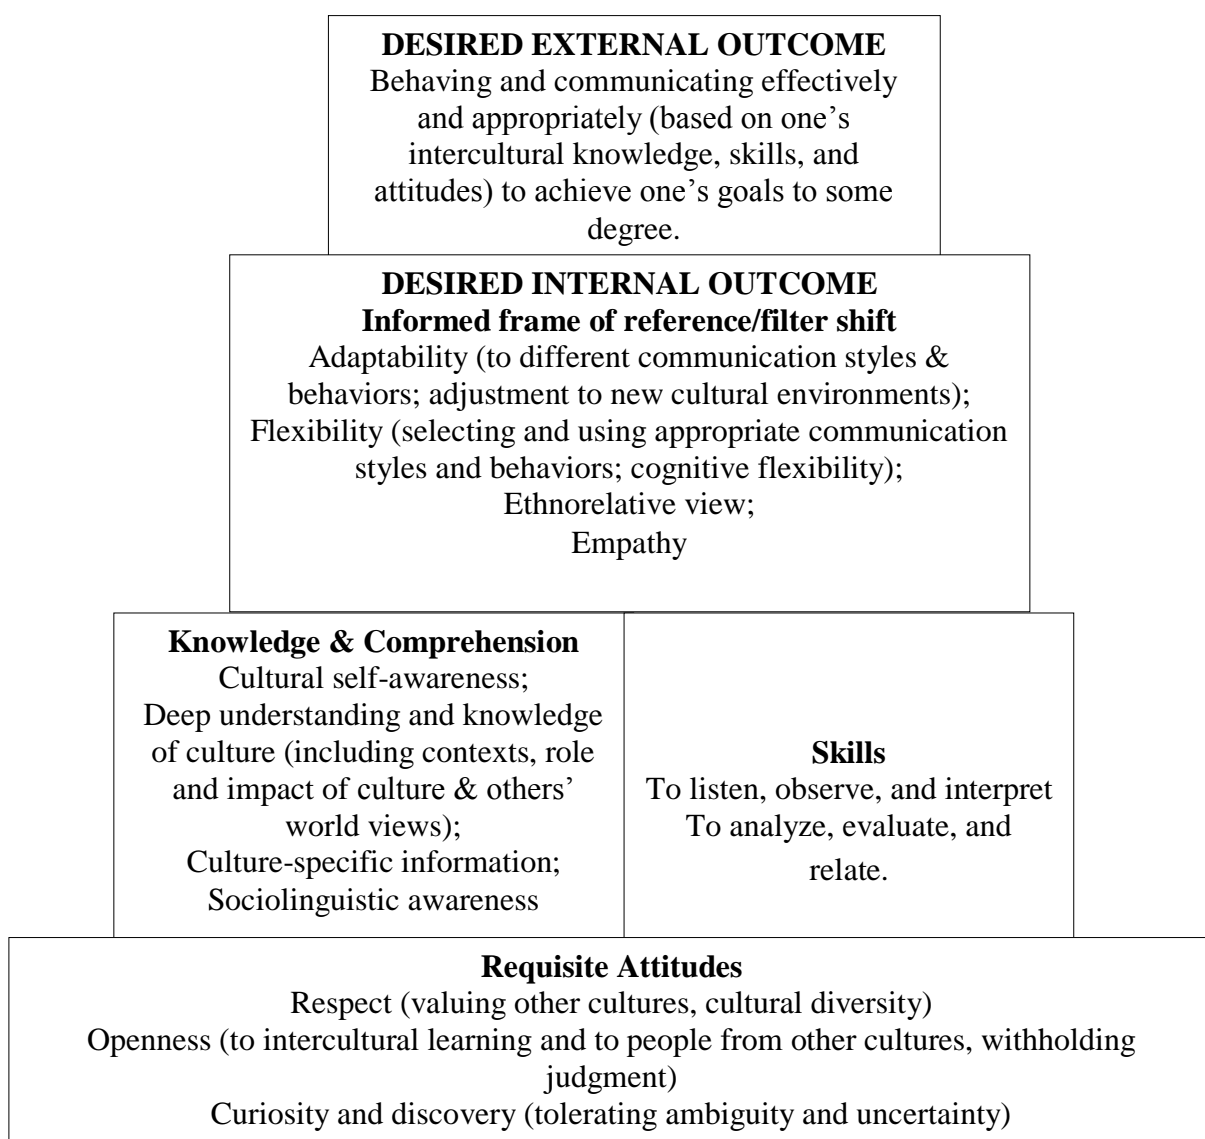 DESIRED EXTERNAL OUTCOME
Behaving and communicating effectively
and appropriately (based on one’s
intercultural knowledge, skills, and
attitudes) to achieve one’s goals to some
degree.
DESIRED INTERNAL OUTCOME
Informed frame of reference/filter shift
Adaptability (to different communication styles &
behaviors; adjustment to new cultural environments);
Flexibility (selecting and using appropriate communication
styles and behaviors; cognitive flexibility);
Ethnorelative view;
Empathy
Knowledge & Comprehension
Cultural self-awareness;
Deep understanding and knowledge
of culture (including contexts, role
and impact of culture & others’
world views);
Culture-specific information;
Sociolinguistic awareness
Skills
To listen, observe, and interpret
To analyze, evaluate, and
relate.
Requisite Attitudes
Respect (valuing other cultures, cultural diversity)
Openness (to intercultural learning and to people from other cultures, withholding
judgment)
Curiosity and discovery (tolerating ambiguity and uncertainty)